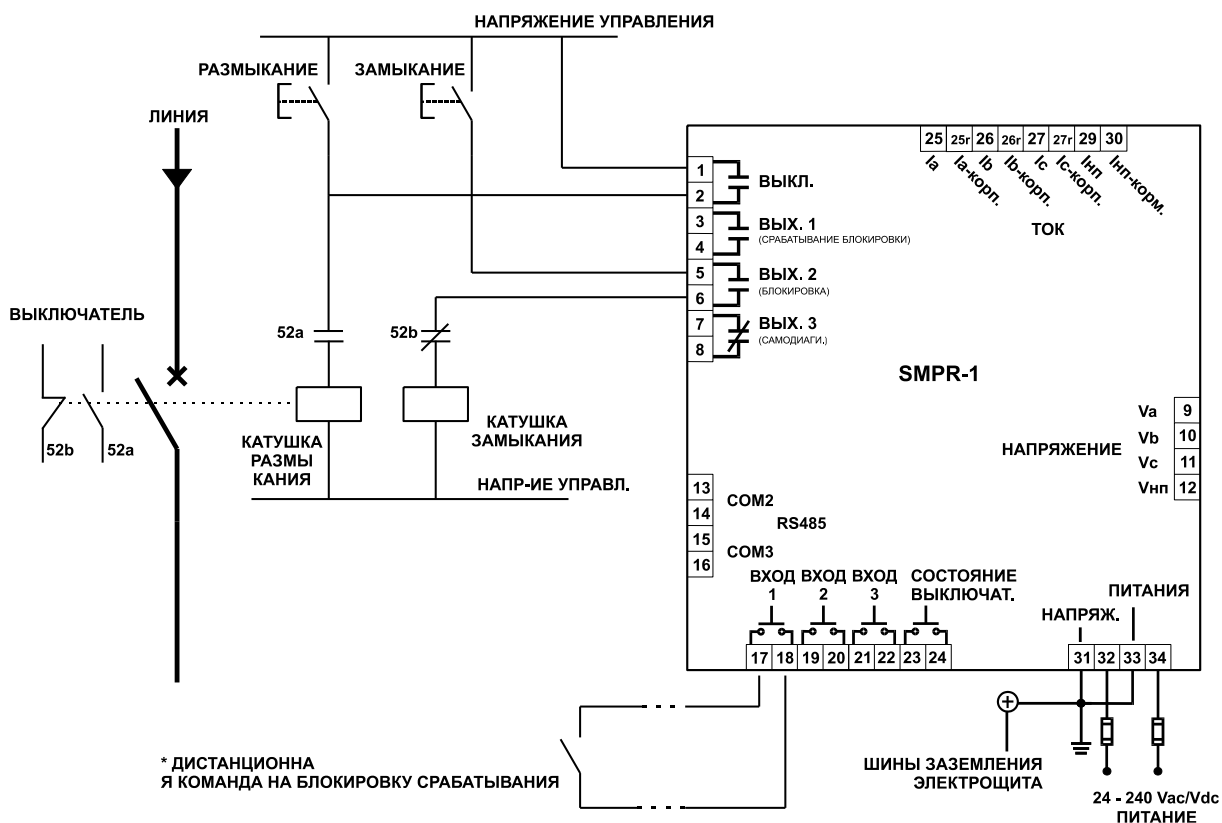 НАПРЯЖЕНИЕ УПРАВЛЕНИЯ
РАЗМЫКАНИЕ
ЗАМЫКАНИЕ
ЛИНИЯ
25 25r 26 26r 27 27r 29 30
Ia
Ia-корп.
Ib
Ib-корп.
Ic
Ic-корп.
Iнп
Iнп-корм.
ТОК
1
2
ВЫКЛ.
3
4
ВЫХ. 1
(СРАБАТЫВАНИЕ БЛОКИРОВКИ)
5
6
ВЫХ. 2
(БЛОКИРОВКА)
7
8
ВЫХ. 3
(САМОДИАГИ.)
ВЫКЛЮЧАТЕЛЬ
52a
52b
SMPR-1
52b
52a
КАТУШКА
РАЗМЫ
КАНИЯ
КАТУШКА
ЗАМЫКАНИЯ
НАПР-ИЕ УПРАВЛ.
НАПРЯЖЕНИЕ
Va 9
Vb 10
Vc 11
Vнп 12
13
14
15
16
COM2
RS485
COM3
ВХОД
1
ВХОД
2
ВХОД
3
СОСТОЯНИЕ
ВЫКЛЮЧАТ.
НАПРЯЖ.
ПИТАНИЯ
17 18 19 20 21 22 23 24
31 32 33 34
* ДИСТАНЦИОННА
Я КОМАНДА НА БЛОКИРОВКУ СРАБАТЫВАНИЯ
ШИНЫ ЗАЗЕМЛЕНИЯ
ЭЛЕКТРОЩИТА
24 - 240 Vac/Vdc
ПИТАНИЕ